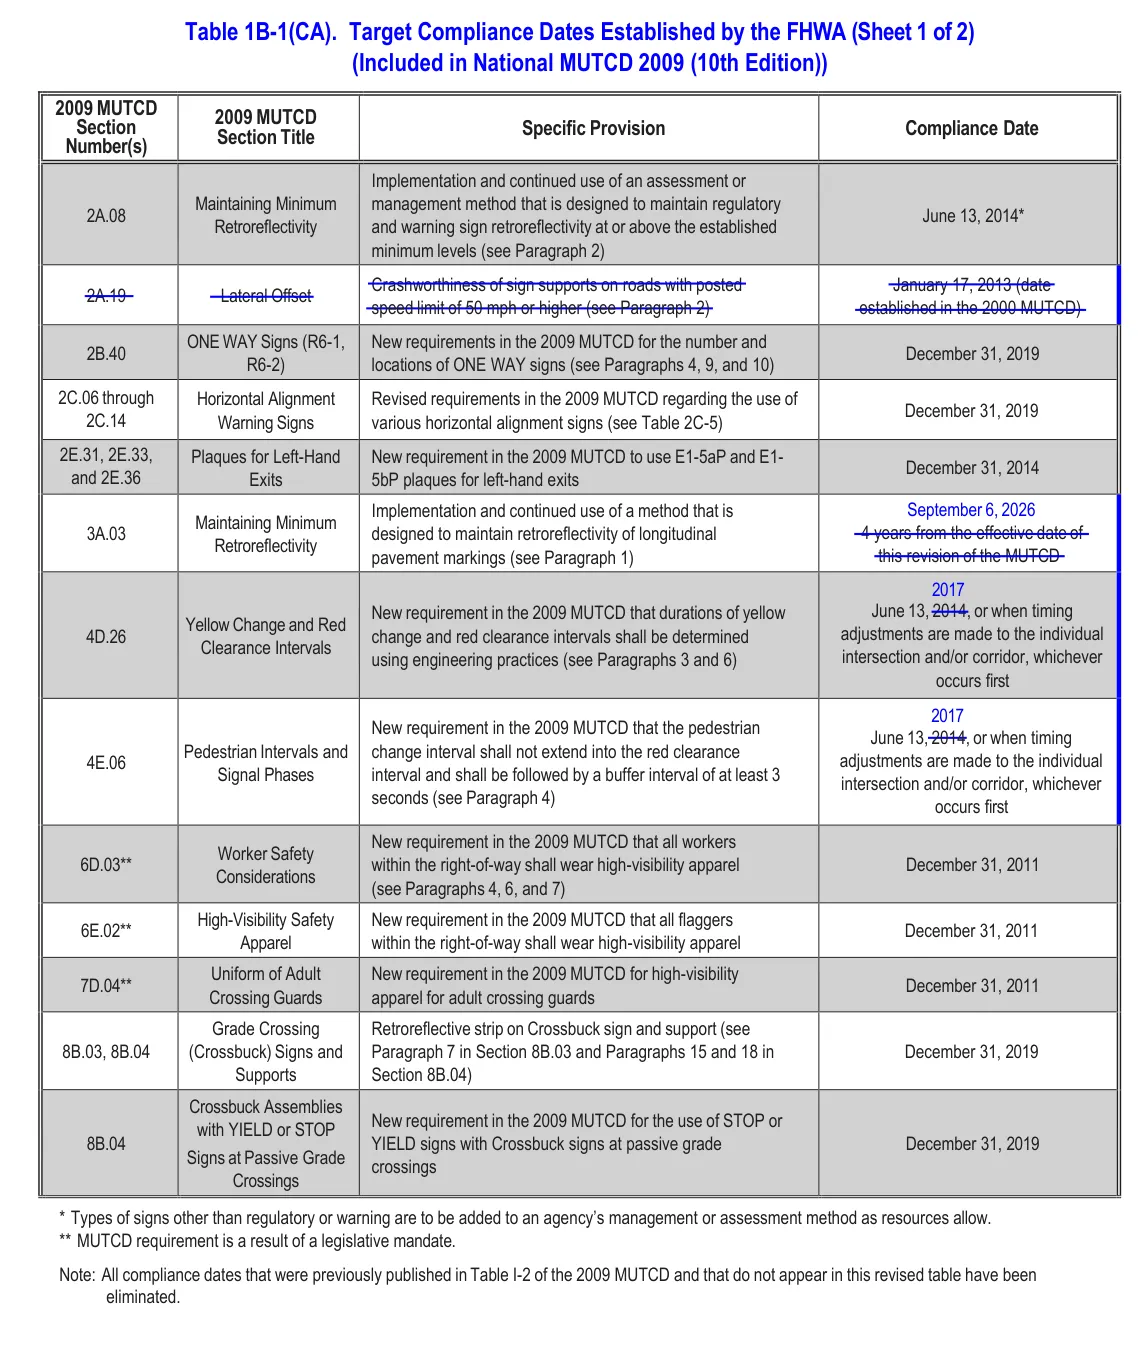 Table 1B-1(CA).  Target Compliance Dates Established by the FHWA (Sheet 1 of 2)
(Included in National MUTCD 2009 (10th Edition))
2009 MUTCD
Section
Number(s)
2009 MUTCD
Section Title
Specific Provision
Compliance Date
2A.08
Maintaining Minimum
Retroreflectivity
Implementation and continued use of an assessment or
management method that is designed to maintain regulatory
and warning sign retroreflectivity at or above the established
minimum levels (see Paragraph 2)
June 13, 2014*
2A.19
Lateral Offset
Crashworthiness of sign supports on roads with posted
speed limit of 50 mph or higher (see Paragraph 2)
January 17, 2013 (date
established in the 2000 MUTCD)
2B.40
ONE WAY Signs (R6-1,
R6-2)
New requirements in the 2009 MUTCD for the number and
locations of ONE WAY signs (see Paragraphs 4, 9, and 10)
December 31, 2019
2C.06 through
2C.14
Horizontal Alignment
Warning Signs
Revised requirements in the 2009 MUTCD regarding the use of
various horizontal alignment signs (see Table 2C-5)
December 31, 2019
2E.31, 2E.33,
and 2E.36
Plaques for Left-Hand
Exits
New requirement in the 2009 MUTCD to use E1-5aP and E1-
5bP plaques for left-hand exits
December 31, 2014
3A.03
Maintaining Minimum
Retroreflectivity
Implementation and continued use of a method that is
designed to maintain retroreflectivity of longitudinal
pavement markings (see Paragraph 1)
September 6, 2026
4 years from the effective date of
this revision of the MUTCD
4D.26
Yellow Change and Red
Clearance Intervals
New requirement in the 2009 MUTCD that durations of yellow
change and red clearance intervals shall be determined
using engineering practices (see Paragraphs 3 and 6)
2017
June 13, 2014, or when timing
adjustments are made to the individual
intersection and/or corridor, whichever
occurs first
4E.06
Pedestrian Intervals and
Signal Phases
New requirement in the 2009 MUTCD that the pedestrian
change interval shall not extend into the red clearance
interval and shall be followed by a buffer interval of at least 3
seconds (see Paragraph 4)
2017
June 13, 2014, or when timing
adjustments are made to the individual
intersection and/or corridor, whichever
occurs first
6D.03**
Worker Safety
Considerations
New requirement in the 2009 MUTCD that all workers
within the right-of-way shall wear high-visibility apparel
(see Paragraphs 4, 6, and 7)
December 31, 2011
6E.02**
High-Visibility Safety
Apparel
New requirement in the 2009 MUTCD that all flaggers
within the right-of-way shall wear high-visibility apparel
December 31, 2011
7D.04**
Uniform of Adult
Crossing Guards
New requirement in the 2009 MUTCD for high-visibility
apparel for adult crossing guards
December 31, 2011
8B.03, 8B.04
Grade Crossing
(Crossbuck) Signs and
Supports
Retroreflective strip on Crossbuck sign and support (see
Paragraph 7 in Section 8B.03 and Paragraphs 15 and 18 in
Section 8B.04)
December 31, 2019
8B.04
Crossbuck Assemblies
with YIELD or STOP
Signs at Passive Grade
Crossings
New requirement in the 2009 MUTCD for the use of STOP or
YIELD signs with Crossbuck signs at passive grade
crossings
December 31, 2019
* Types of signs other than regulatory or warning are to be added to an agency’s management or assessment method as resources allow.
** MUTCD requirement is a result of a legislative mandate.
Note: All compliance dates that were previously published in Table I-2 of the 2009 MUTCD and that do not appear in this revised table have been
eliminated.